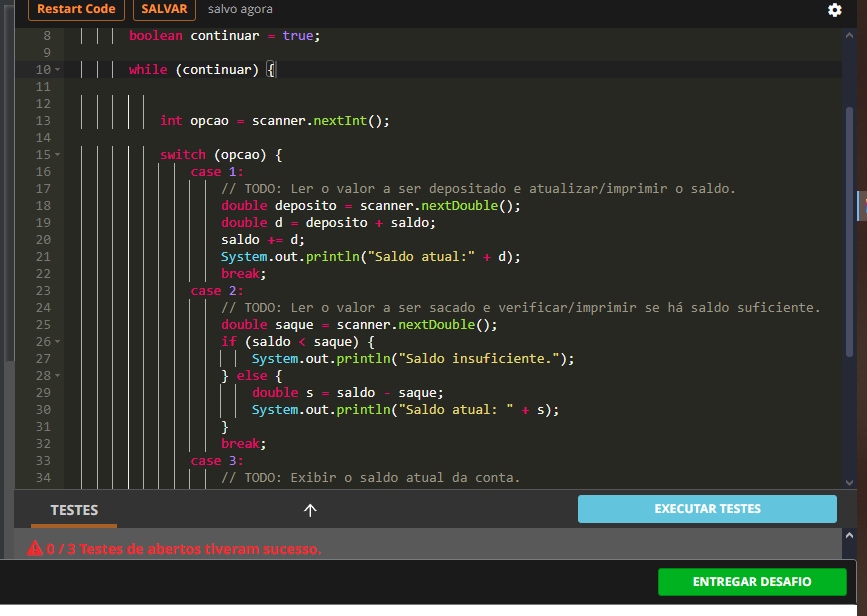 Restart Code SALVAR salvo agora
8 boolean continuar = true;
9
10 while (continuar) {
11
12
13 int opcao = scanner.nextInt();
14
15 switch (opcao) {
16 case 1:
17 // TODO: Ler o valor a ser depositado e atualizar/imprimir o saldo.
18 double deposito = scanner.nextDouble();
19 double d = deposito + saldo;
20 saldo += d;
21 System.out.println("Saldo atual:" + d);
22 break;
23 case 2:
24 // TODO: Ler o valor a ser sacado e verificar/imprimir se há saldo suficiente.
25 double saque = scanner.nextDouble();
26 if (saldo < saque) {
27 System.out.println("Saldo insuficiente.");
28 } else {
29 double s = saldo - saque;
30 System.out.println("Saldo atual: " + s);
31 }
32 break;
33 case 3:
34 // TODO: Exibir o saldo atual da conta.
TESTES EXECUTAR TESTES
0 / 3 Testes de abertos tiveram sucesso.
ENTREGAR DESAFIO